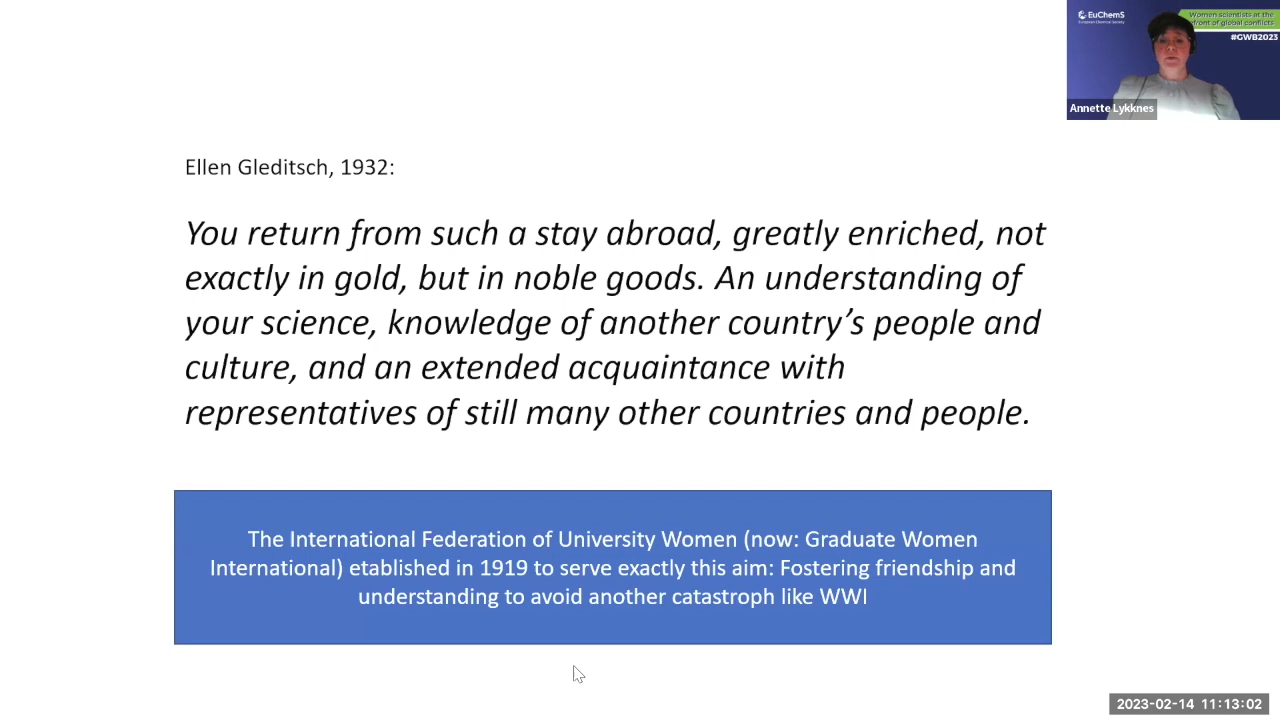 EuChemS
European Chemical Society
Women scientists at the
front of global conflicts
#GWB2023
Annette Lykknes
Ellen Gleditsch, 1932:
You return from such a stay abroad, greatly enriched, not
exactly in gold, but in noble goods. An understanding of
your science, knowledge of another country’s people and
culture, and an extended acquaintance with
representatives of still many other countries and people.
The International Federation of University Women (now: Graduate Women
International) etablished in 1919 to serve exactly this aim: Fostering friendship and
understanding to avoid another catastroph like WWI
2023-02-14 11:13:02